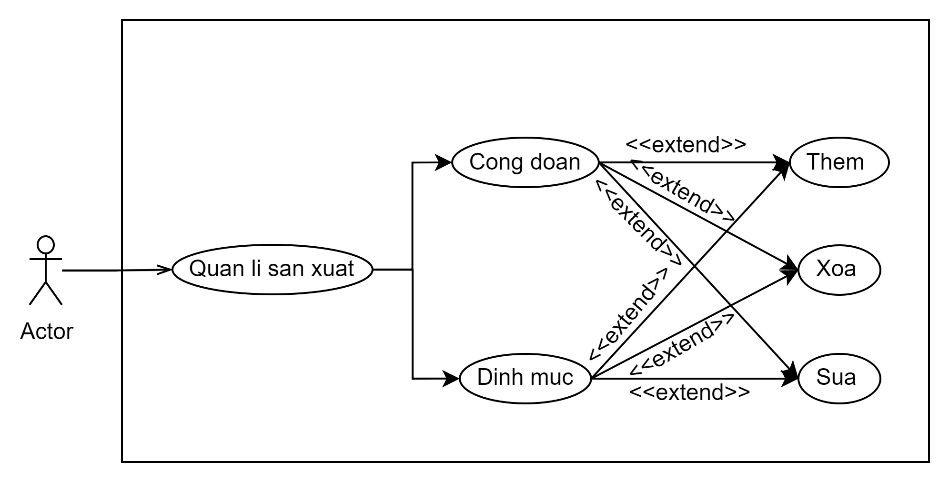 <<extend>>
Cong doan
Them
<<extend>>
<<extend>>
Quan li san xuat
Xoa
Actor
<<extend>>
<<extend>>
Dinh muc
Sua
<<extend>>